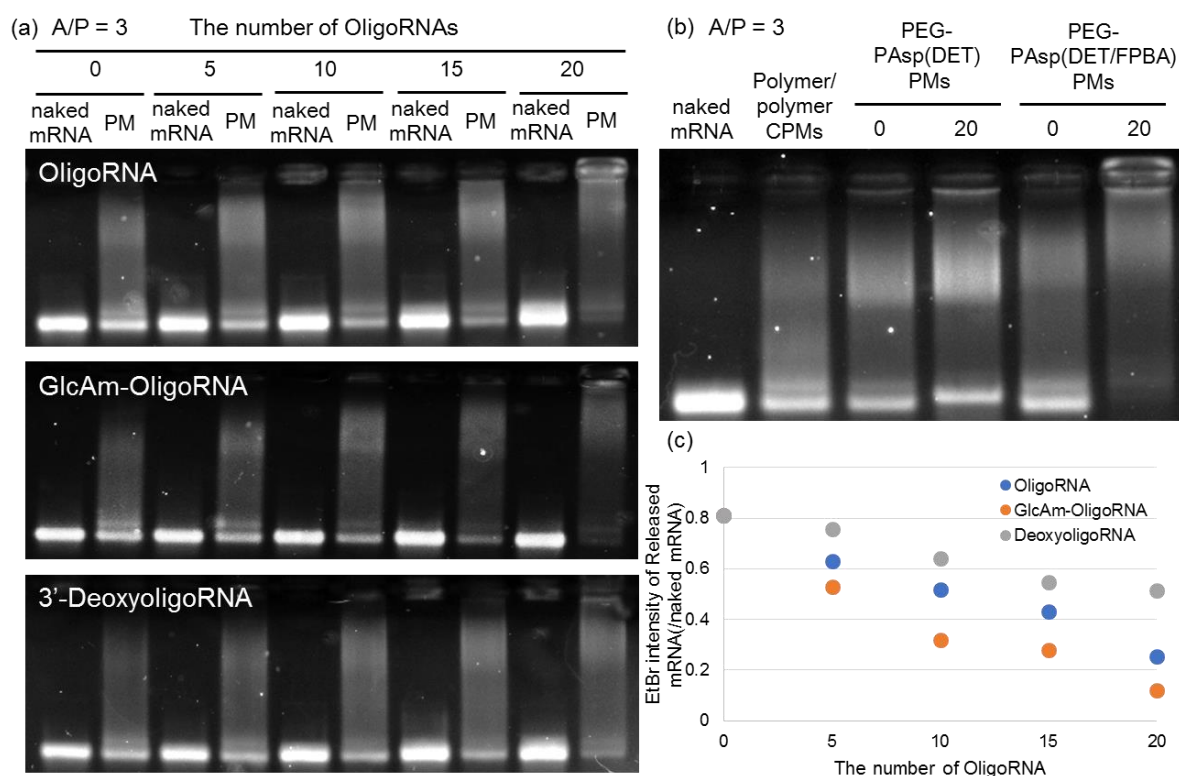 (a) A/P = 3 The number of OligoRNAs
0 5 10 15 20
naked mRNA PM naked mRNA PM naked mRNA PM naked mRNA PM naked mRNA PM
OligoRNA
GlcAm-OligoRNA
3’-DeoxyoligoRNA
(b) A/P = 3
naked mRNA
Polymer/ polymer CPMs
PEG-
PAsp(DET)
PMs
0 20
PEG-
PAsp(DET/FPBA)
PMs
0 20
(c)
EtBr intensity of Released
mRNA(/naked mRNA)
1
0.8
0.6
0.4
0.2
0
OligoRNA
GlcAm-OligoRNA
DeoxyoligoRNA
0 5 10 15 20
The number of OligoRNA